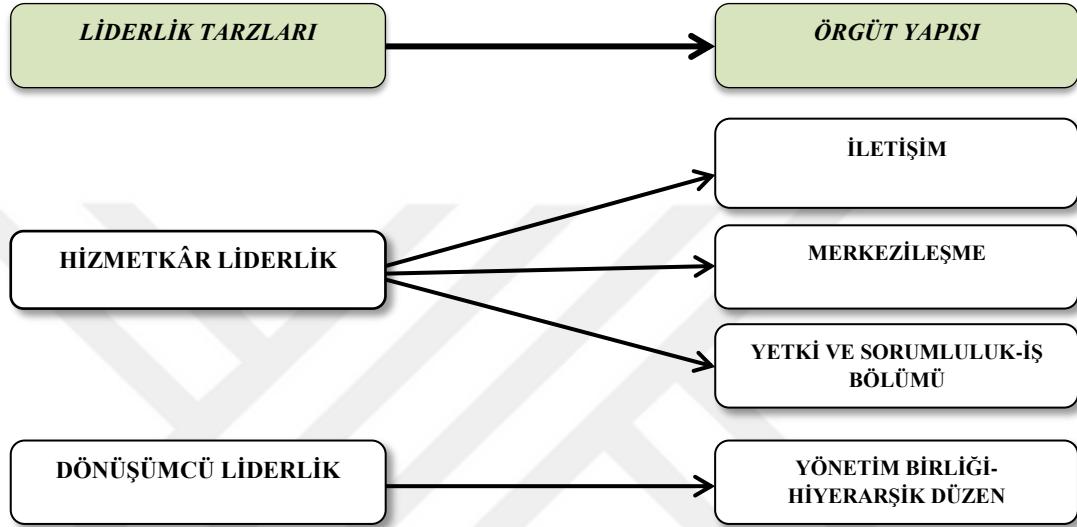 LİDERLİK TARZLARI
ÖRGÜT YAPISI
İLETİŞİM
HİZMETKÂR LİDERLİK
MERKEZİLEŞME
YETKİ VE SORUMLULUK-İŞ
BÖLÜMÜ
DÖNÜŞÜMCÜ LİDERLİK
YÖNETİM BİRLİĞİ-
HİYERARŞİK DÜZEN